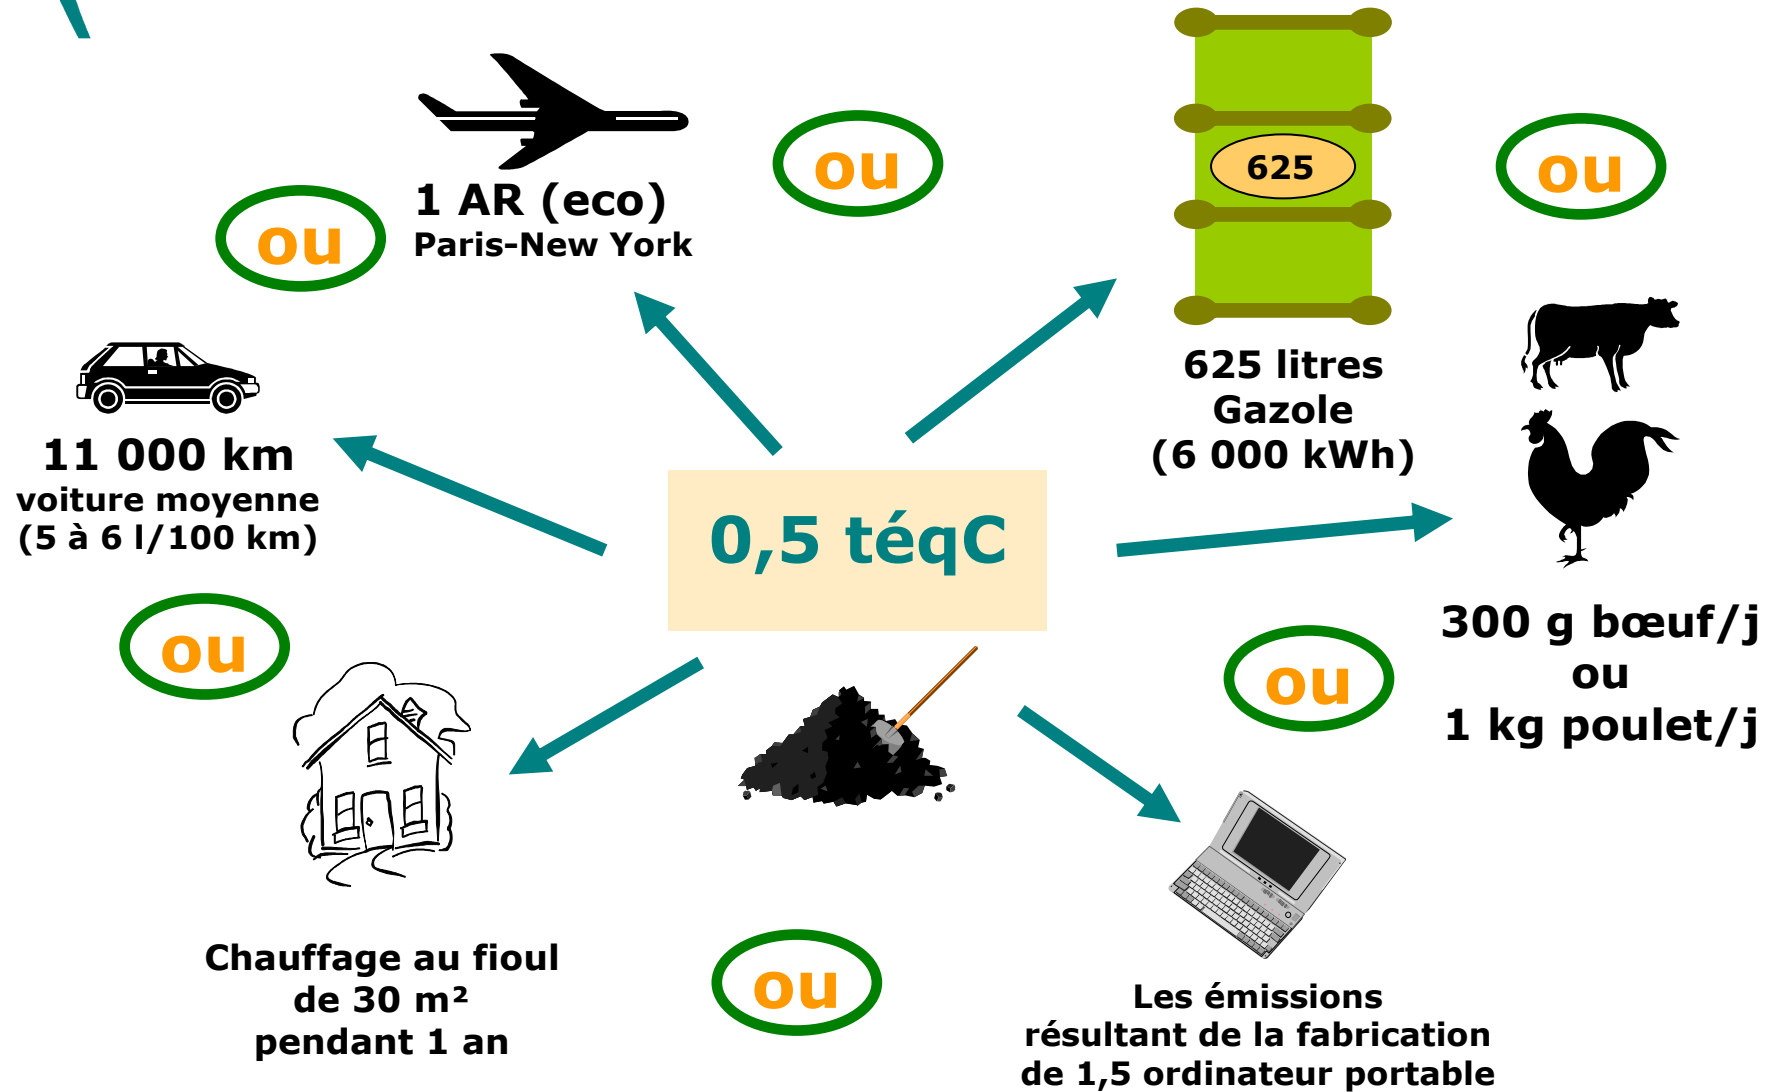 ou
625
ou
1 AR (eco)
Paris-New York
ou
625 litres
Gazole
(6 000 kWh)
11 000 km
voiture moyenne
(5 à 6 l/100 km)
0,5 téqC
ou
ou
300 g bœuf/j
ou
1 kg poulet/j
Chauffage au fioul
de 30 m²
pendant 1 an
ou
Les émissions
résultant de la fabrication
de 1,5 ordinateur portable